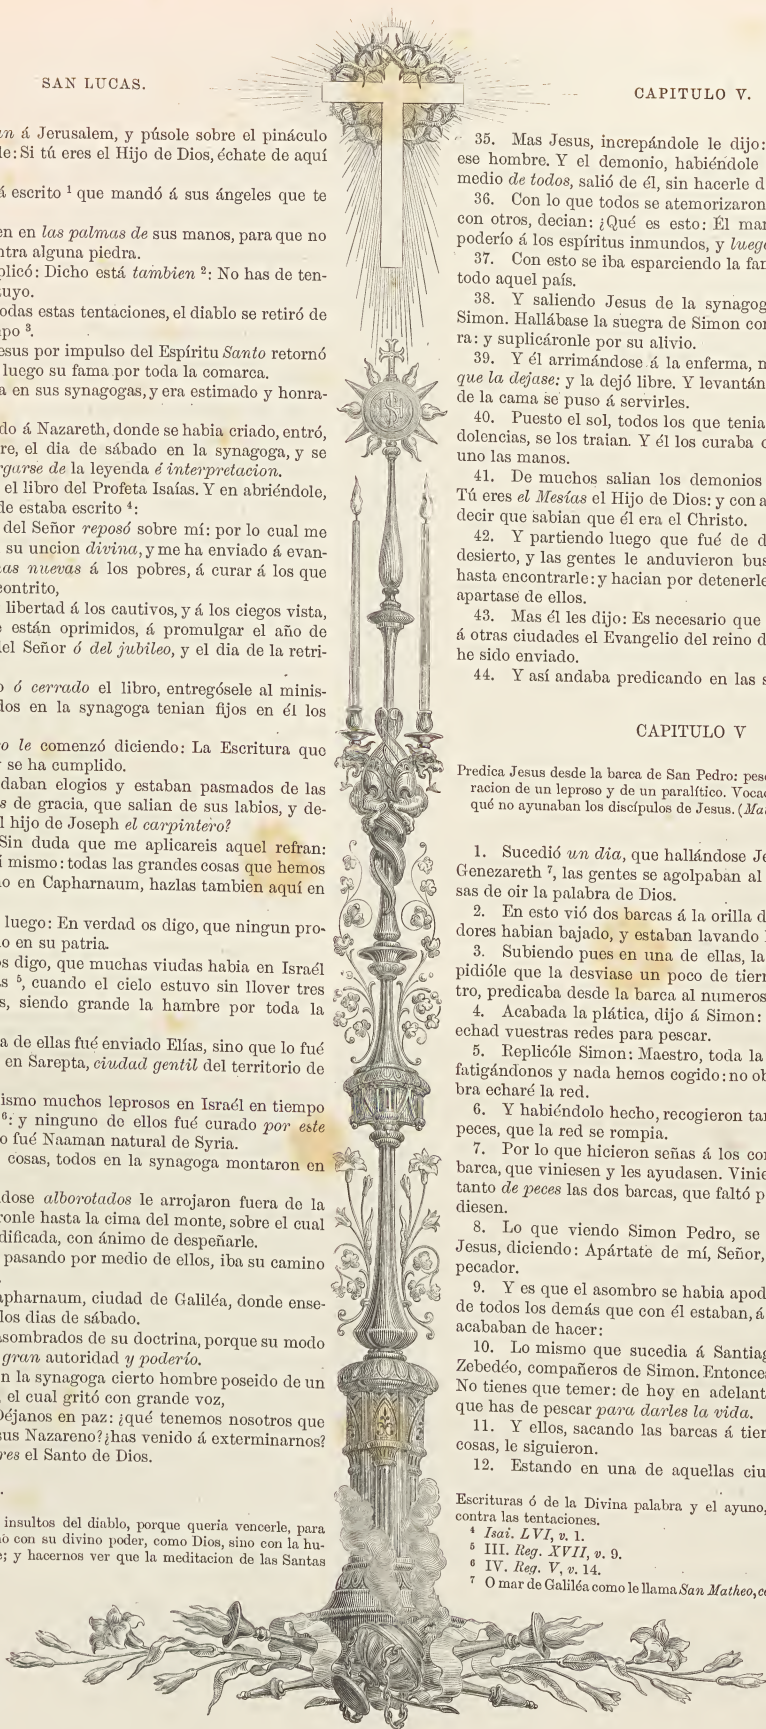 SAN LUCAS.
n á Jerusalem, y púsole sobre el pináculo
le: Si tú eres el Hijo de Dios, échate de aquí
á escrito ¹ que mandó á sus ángeles que te
en en las palmas de sus manos, para que no
ntra alguna piedra.
plicó: Dicho está tambien ²: No has de ten-
uyo.
odas estas tentaciones, el diablo se retiró de
po ³.
esus por impulso del Espíritu Santo retornó
luego su fama por toda la comarca.
a en sus synagogas, y era estimado y honra-
do á Nazareth, donde se habia criado, entró,
re, el dia de sábado en la synagoga, y se
rgarse de la leyenda é interpretacion.
el libro del Profeta Isaías. Y en abriéndole,
de estaba escrito ⁴:
del Señor reposó sobre mí: por lo cual me
su uncion divina, y me ha enviado á evan-
as nuevas á los pobres, á curar á los que
contrito,
libertad á los cautivos, y á los ciegos vista,
e están oprimidos, á promulgar el año de
del Señor ó del jubileo, y el dia de la retri-
o ó cerrado el libro, entregósele al minis-
dos en la synagoga tenian fijos en él los
o le comenzó diciendo: La Escritura que
y se ha cumplido.
daban elogios y estaban pasmados de las
s de gracia, que salian de sus labios, y de-
l hijo de Joseph el carpintero?
Sin duda que me aplicareis aquel refran:
í mismo: todas las grandes cosas que hemos
o en Capharnaum, hazlas tambien aquí en
luego: En verdad os digo, que ningun pro-
o en su patria.
s digo, que muchas viudas habia en Israél
s ⁵, cuando el cielo estuvo sin llover tres
s, siendo grande la hambre por toda la
a de ellas fué enviado Elías, sino que lo fué
en Sarepta, ciudad gentil del territorio de
ismo muchos leprosos en Israél en tiempo
⁶: y ninguno de ellos fué curado por este
o fué Naaman natural de Syria.
cosas, todos en la synagoga montaron en
dose alborotados le arrojaron fuera de la
ronle hasta la cima del monte, sobre el cual
dificada, con ánimo de despeñarle.
pasando por medio de ellos, iba su camino
apharnaum, ciudad de Galiléa, donde ense-
los dias de sábado.
asombrados de su doctrina, porque su modo
gran autoridad y poderío.
n la synagoga cierto hombre poseido de un
, el cual gritó con grande voz,
Déjanos en paz: ¿qué tenemos nosotros que
sus Nazareno? ¿has venido á exterminarnos?
res el Santo de Dios.
insultos del diablo, porque queria vencerle, para
no con su divino poder, como Dios, sino con la hu-
e; y hacernos ver que la meditacion de las Santas
IHS
CAPITULO V.
35. Mas Jesus, increpándole le dijo:
ese hombre. Y el demonio, habiéndole
medio de todos, salió de él, sin hacerle d
36. Con lo que todos se atemorizaron
con otros, decian: ¿Qué es esto: Él man
poderío á los espíritus inmundos, y luego
37. Con esto se iba esparciendo la fam
todo aquel país.
38. Y saliendo Jesus de la synagog
Simon. Hallábase la suegra de Simon con
ra: y suplicáronle por su alivio.
39. Y él arrimándose á la enferma, m
que la dejase: y la dejó libre. Y levantán
de la cama se puso á servirles.
40. Puesto el sol, todos los que tenia
dolencias, se los traian. Y él los curaba c
uno las manos.
41. De muchos salian los demonios
Tú eres el Mesías el Hijo de Dios: y con a
decir que sabian que él era el Christo.
42. Y partiendo luego que fué de d
desierto, y las gentes le anduvieron bus
hasta encontrarle: y hacian por detenerle
apartase de ellos.
43. Mas él les dijo: Es necesario que
á otras ciudades el Evangelio del reino d
he sido enviado.
44. Y así andaba predicando en las s
CAPITULO V
Predica Jesus desde la barca de San Pedro: pesc
racion de un leproso y de un paralítico. Vocac
qué no ayunaban los discípulos de Jesus. (Mat
1. Sucedió un dia, que hallándose Je
Genezareth ⁷, las gentes se agolpaban al
sas de oir la palabra de Dios.
2. En esto vió dos barcas á la orilla d
dores habian bajado, y estaban lavando
3. Subiendo pues en una de ellas, la
pidióle que la desviase un poco de tierr
tro, predicaba desde la barca al numeros
4. Acabada la plática, dijo á Simon:
echad vuestras redes para pescar.
5. Replicóle Simon: Maestro, toda la
fatigándonos y nada hemos cogido: no ob
bra echaré la red.
6. Y habiéndolo hecho, recogieron tan
peces, que la red se rompia.
7. Por lo que hicieron señas á los con
barca, que viniesen y les ayudasen. Vinie
tanto de peces las dos barcas, que faltó p
diesen.
8. Lo que viendo Simon Pedro, se
Jesus, diciendo: Apártate de mí, Señor,
pecador.
9. Y es que el asombro se habia apod
de todos los demás que con él estaban, á
acababan de hacer:
10. Lo mismo que sucedia á Santiag
Zebedéo, compañeros de Simon. Entonces
No tienes que temer: de hoy en adelant
que has de pescar para darles la vida.
11. Y ellos, sacando las barcas á tier
cosas, le siguieron.
12. Estando en una de aquellas ciu
Escrituras ó de la Divina palabra y el ayuno,
contra las tentaciones.
⁴ Isai. LVI, v. 1.
⁵ III. Reg. XVII, v. 9.
⁶ IV. Reg. V, v. 14.
⁷ O mar de Galiléa como le llama San Matheo, co